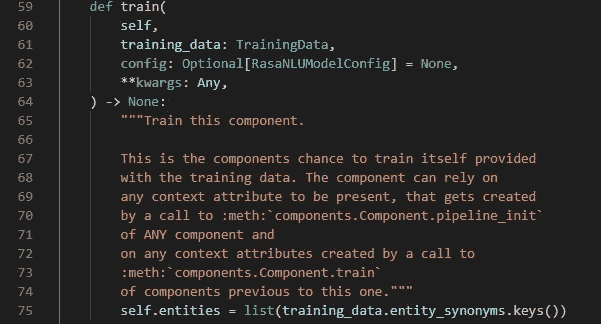 59 def train(
60 self,
61 training_data: TrainingData,
62 config: Optional[RasaNLUModelConfig] = None,
63 **kwargs: Any,
64 ) -> None:
65 """Train this component.
66
67 This is the components chance to train itself provided
68 with the training data. The component can rely on
69 any context attribute to be present, that gets created
70 by a call to :meth:`components.Component.pipeline_init`
71 of ANY component and
72 on any context attributes created by a call to
73 :meth:`components.Component.train`
74 of components previous to this one."""
75 self.entities = list(training_data.entity_synonyms.keys())